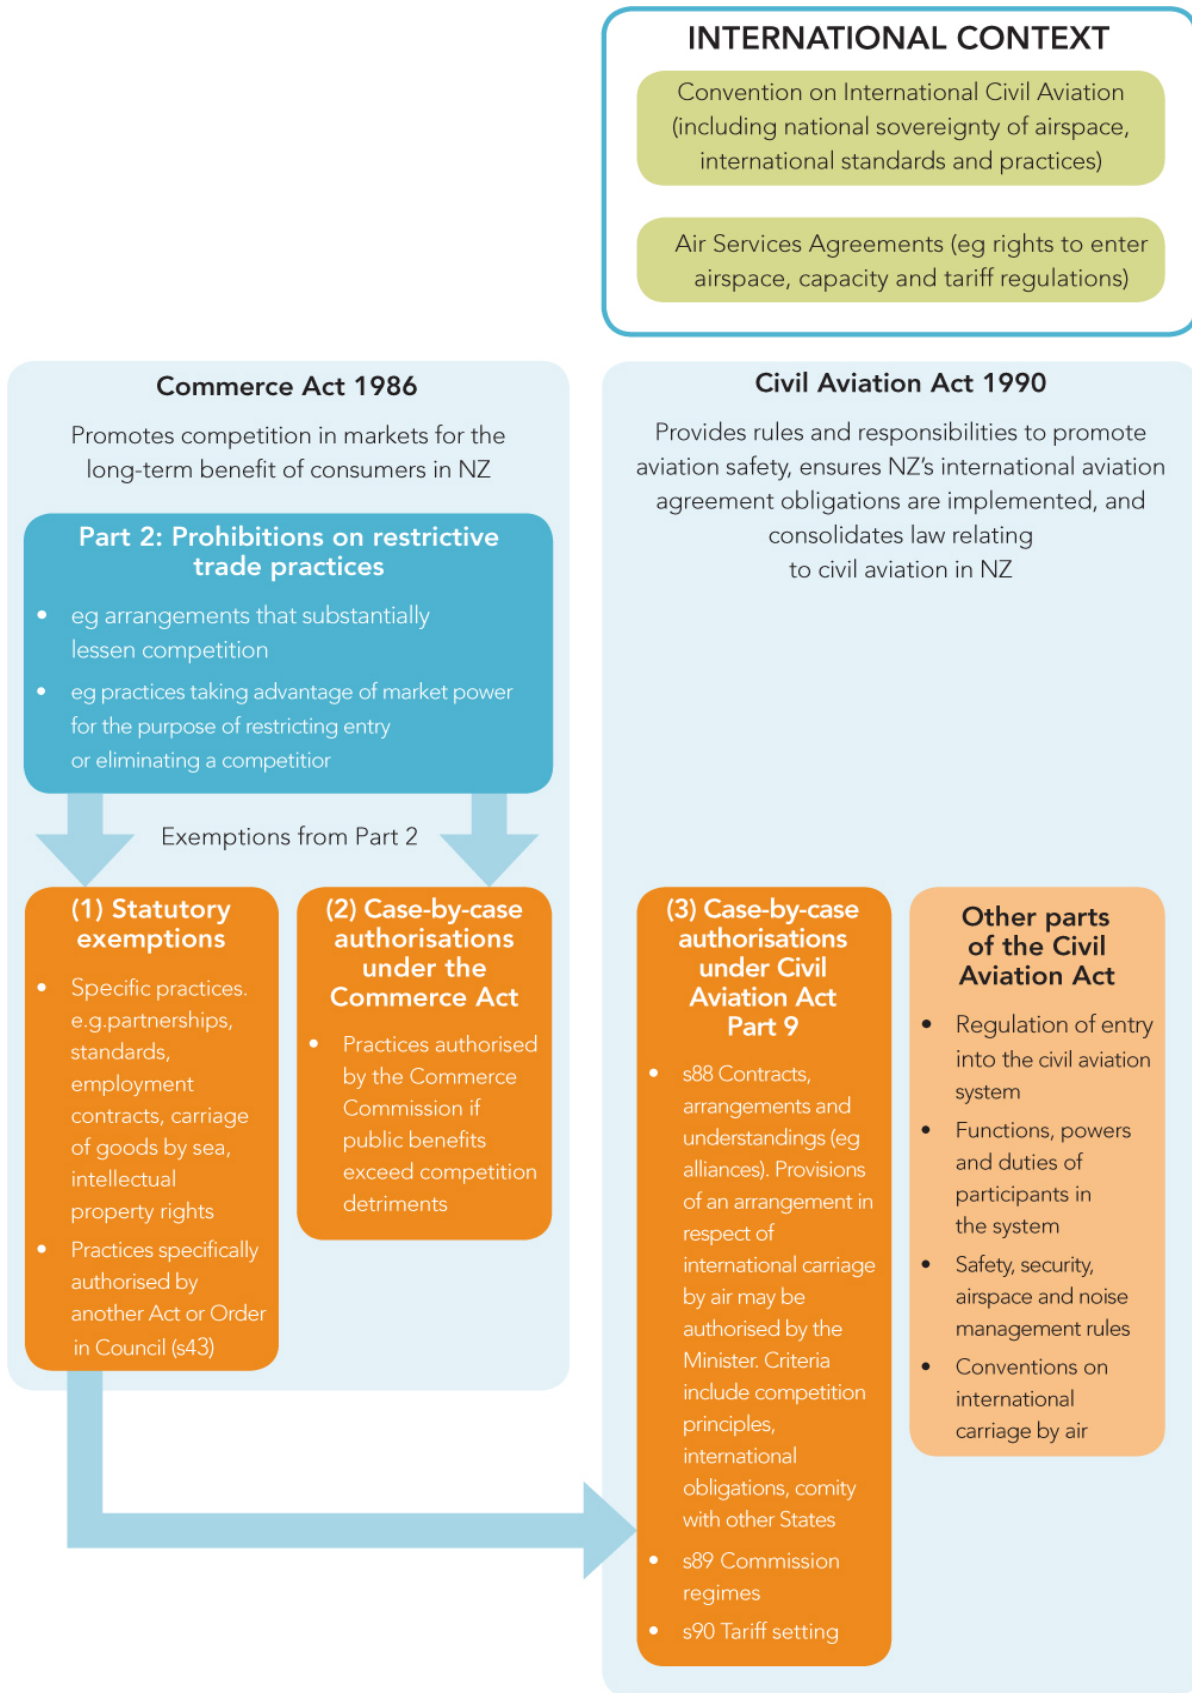 INTERNATIONAL CONTEXT
Convention on International Civil Aviation
(including national sovereignty of airspace,
international standards and practices)
Air Services Agreements (eg rights to enter
airspace, capacity and tariff regulations)
Commerce Act 1986
Promotes competition in markets for the
long-term benefit of consumers in NZ
Part 2: Prohibitions on restrictive
trade practices
• eg arrangements that substantially
lessen competition
• eg practices taking advantage of market power
for the purpose of restricting entry
or eliminating a competitior
Exemptions from Part 2
(1) Statutory
exemptions
• Specific practices.
e.g.partnerships,
standards,
employment
contracts, carriage
of goods by sea,
intellectual
property rights
• Practices specifically
authorised by
another Act or Order
in Council (s43)
(2) Case-by-case
authorisations
under the
Commerce Act
• Practices authorised
by the Commerce
Commission if
public benefits
exceed competition
detriments
Civil Aviation Act 1990
Provides rules and responsibilities to promote
aviation safety, ensures NZ’s international aviation
agreement obligations are implemented, and
consolidates law relating
to civil aviation in NZ
(3) Case-by-case
authorisations
under Civil
Aviation Act
Part 9
• s88 Contracts,
arrangements and
understandings (eg
alliances). Provisions
of an arrangement in
respect of
international carriage
by air may be
authorised by the
Minister. Criteria
include competition
principles,
international
obligations, comity
with other States
• s89 Commission
regimes
• s90 Tariff setting
Other parts
of the Civil
Aviation Act
• Regulation of entry
into the civil aviation
system
• Functions, powers
and duties of
participants in
the system
• Safety, security,
airspace and noise
management rules
• Conventions on
international
carriage by air